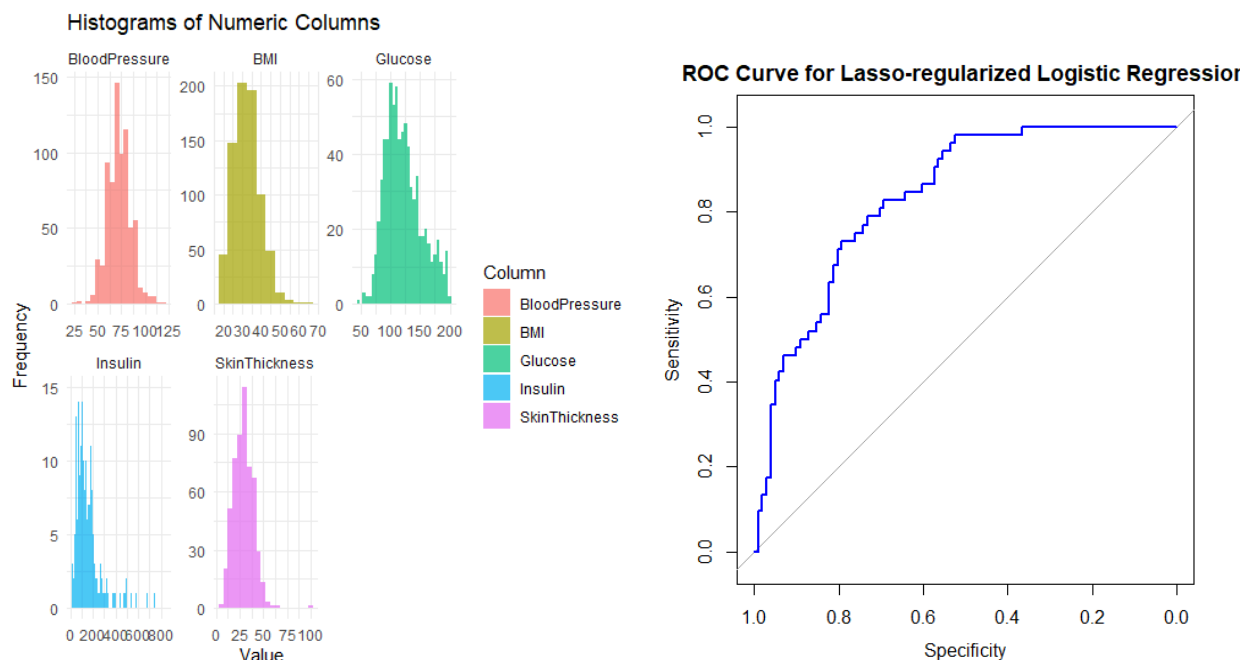 Histograms of Numeric Columns
BloodPressure
BMI
Glucose
150
100
50
0
25 50 75 100 125
200
150
100
50
0
20 30 40 50 60 70
60
40
20
0
50 100 150 200
Frequency
Insulin
SkinThickness
15
10
5
0
0 200 400 600 800
90
60
30
0
0 25 50 75 100
Value
Column
BloodPressure
BMI
Glucose
Insulin
SkinThickness
ROC Curve for Lasso-regularized Logistic Regression
Sensitivity
1.0
0.8
0.6
0.4
0.2
0.0
1.0 0.8 0.6 0.4 0.2 0.0
Specificity